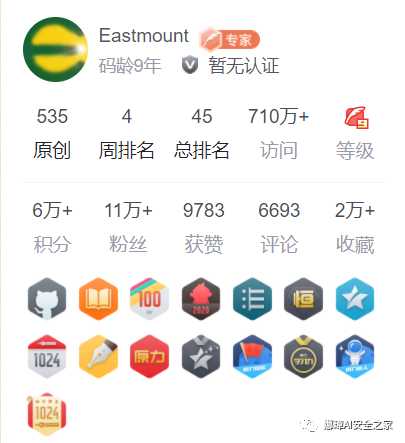 Eastmount 专家
码龄9年 暂无认证
535 4 45 710万+
原创 周排名 总排名 访问 等级
6万+ 11万+ 9783 6693 2万+
积分 粉丝 获赞 评论 收藏
100
2020
1024 原力
1024
娜璋AI安全之家